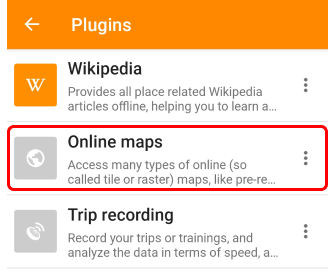 Plugins
Wikipedia
Provides all place related Wikipedia
articles offline, helping you to learn a...
Online maps
Access many types of online (so
called tile or raster) maps, like pre-re...
Trip recording
Record your trips or trainings, and
analyze the data in terms of speed, a...